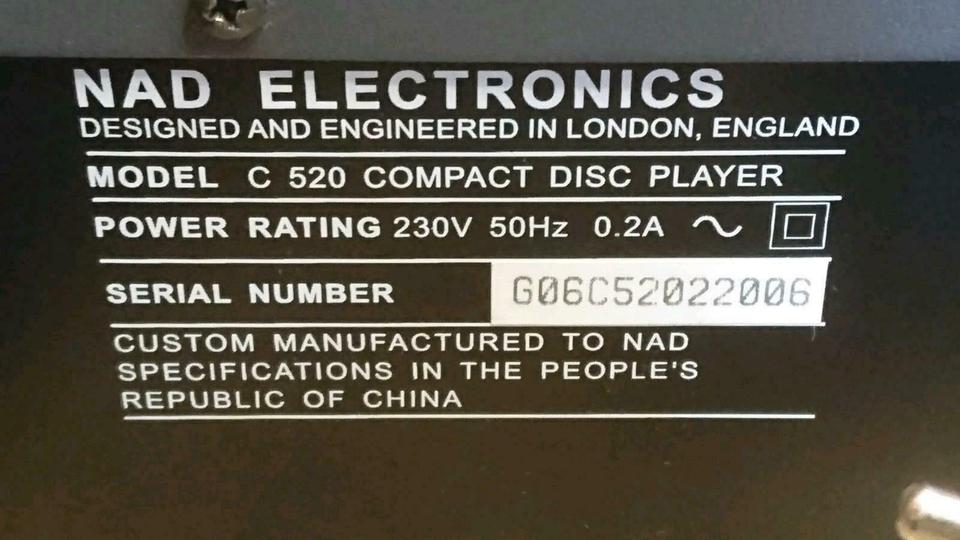 NAD ELECTRONICS
DESIGNED AND ENGINEERED IN LONDON, ENGLAND
MODEL C 520 COMPACT DISC PLAYER
POWER RATING 230V 50Hz 0.2A
SERIAL NUMBER G06C52022006
CUSTOM MANUFACTURED TO NAD
SPECIFICATIONS IN THE PEOPLE'S
REPUBLIC OF CHINA